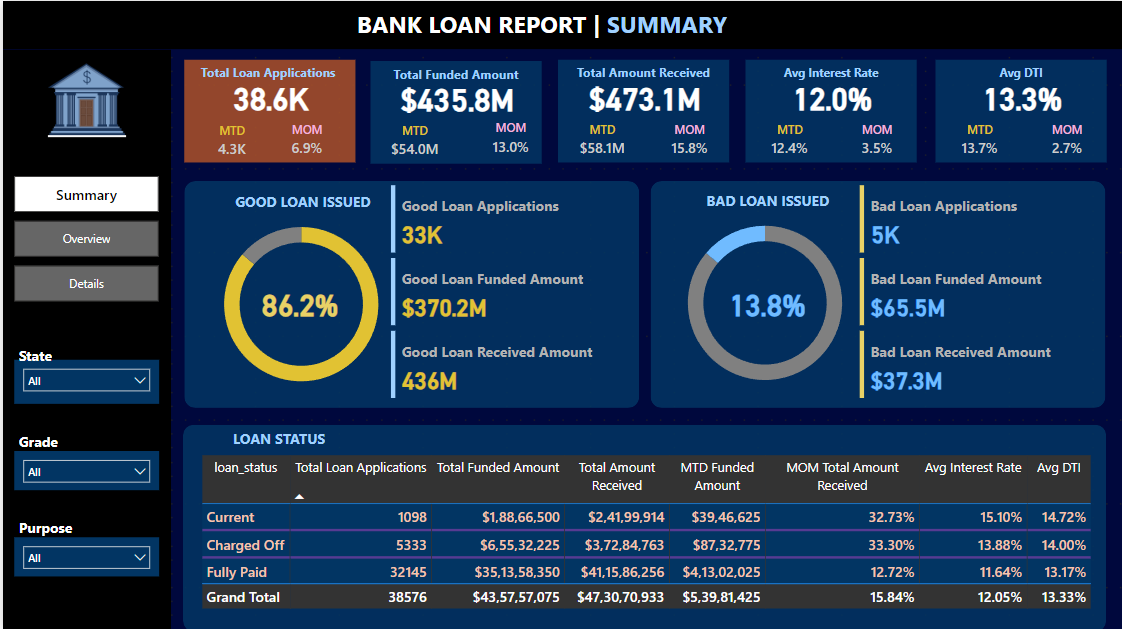 BANK LOAN REPORT | SUMMARY
$
Summary
Overview
Details
State
All
Grade
All
Purpose
All
Total Loan Applications
38.6K
MTD MOM
4.3K 6.9%
Total Funded Amount
$435.8M
MTD MOM
$54.0M 13.0%
Total Amount Received
$473.1M
MTD MOM
$58.1M 15.8%
Avg Interest Rate
12.0%
MTD MOM
12.4% 3.5%
Avg DTI
13.3%
MTD MOM
13.7% 2.7%
GOOD LOAN ISSUED
86.2%
Good Loan Applications
33K
Good Loan Funded Amount
$370.2M
Good Loan Received Amount
436M
BAD LOAN ISSUED
13.8%
Bad Loan Applications
5K
Bad Loan Funded Amount
$65.5M
Bad Loan Received Amount
$37.3M
LOAN STATUS
loan_status Total Loan Applications Total Funded Amount Total Amount Received MTD Funded Amount MOM Total Amount Received Avg Interest Rate Avg DTI
Current 1098 $1,88,66,500 $2,41,99,914 $39,46,625 32.73% 15.10% 14.72%
Charged Off 5333 $6,55,32,225 $3,72,84,763 $87,32,775 33.30% 13.88% 14.00%
Fully Paid 32145 $35,13,58,350 $41,15,86,256 $4,13,02,025 12.72% 11.64% 13.17%
Grand Total 38576 $43,57,57,075 $47,30,70,933 $5,39,81,425 15.84% 12.05% 13.33%